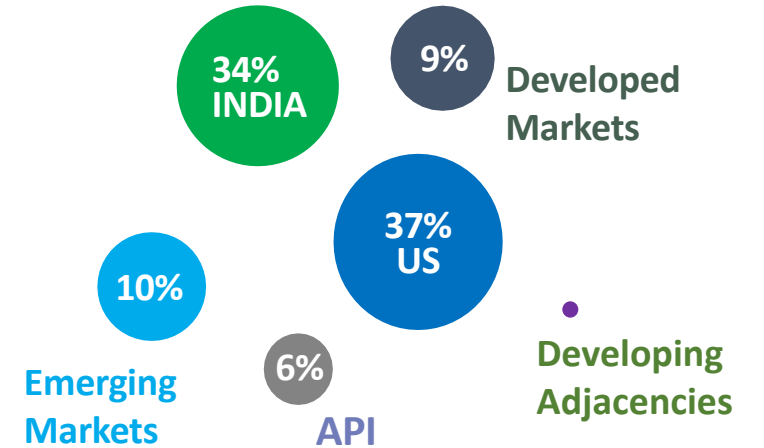 34%
INDIA
9%
Developed
Markets
37%
US
10%
Emerging
Markets
6%
API
Developing
Adjacencies